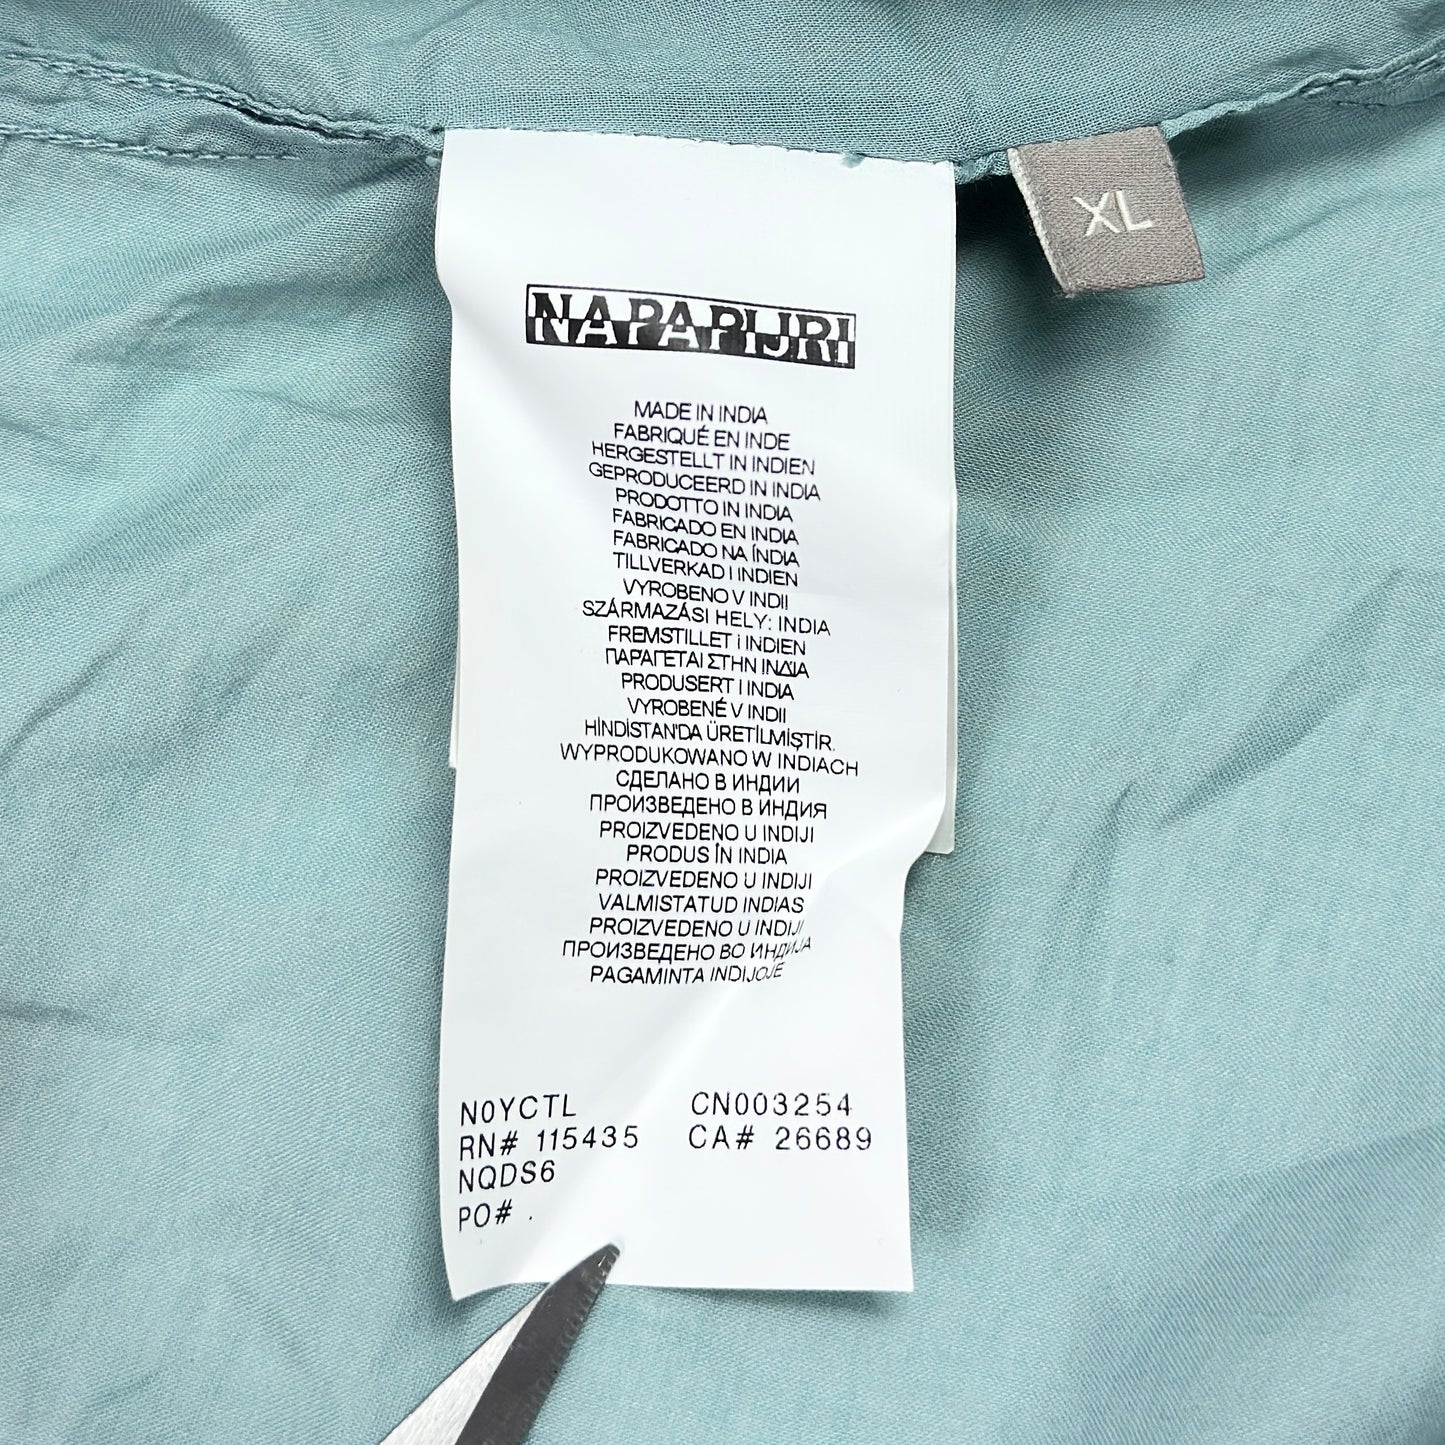 XL
NAPAPIJRI
MADE IN INDIA
FABRIQUÉ EN INDE
HERGESTELLT IN INDIEN
GEPRODUCEERD IN INDIA
PRODOTTO IN INDIA
FABRICADO EN INDIA
FABRICADO NA ÍNDIA
TILLVERKAD I INDIEN
VYROBENO V INDII
SZÁRMAZÁSI HELY: INDIA
FREMSTILLET i INDIEN
ΠΑΡΑΓΕΤΑΙ ΣΤΗΝ ΙΝΔΙΑ
PRODUSERT I INDIA
VYROBENÉ V INDII
HİNDİSTAN'DA ÜRETİLMİŞTİR.
WYPRODUKOWANO W INDIACH
СДЕЛАНО В ИНДИИ
ПРОИЗВЕДЕНО В ИНДИЯ
PROIZVEDENO U INDIJI
PRODUS ÎN INDIA
PROIZVEDENO U INDIJI
VALMISTATUD INDIAS
PROIZVEDENO U INDIJI
ПРОИЗВЕДЕНО ВО ИНДИЈА
PAGAMINTA INDIJOJE
N0YCTL CN003254
RN# 115435 CA# 26689
NQDS6
PO# .